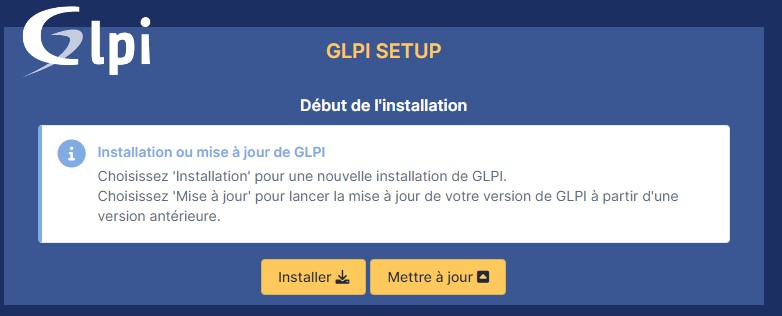 Glpi
GLPI SETUP
Début de l'installation
Installation ou mise à jour de GLPI
Choisissez 'Installation' pour une nouvelle installation de GLPI.
Choisissez 'Mise à jour' pour lancer la mise à jour de votre version de GLPI à partir d'une
version antérieure.
Installer
Mettre à jour